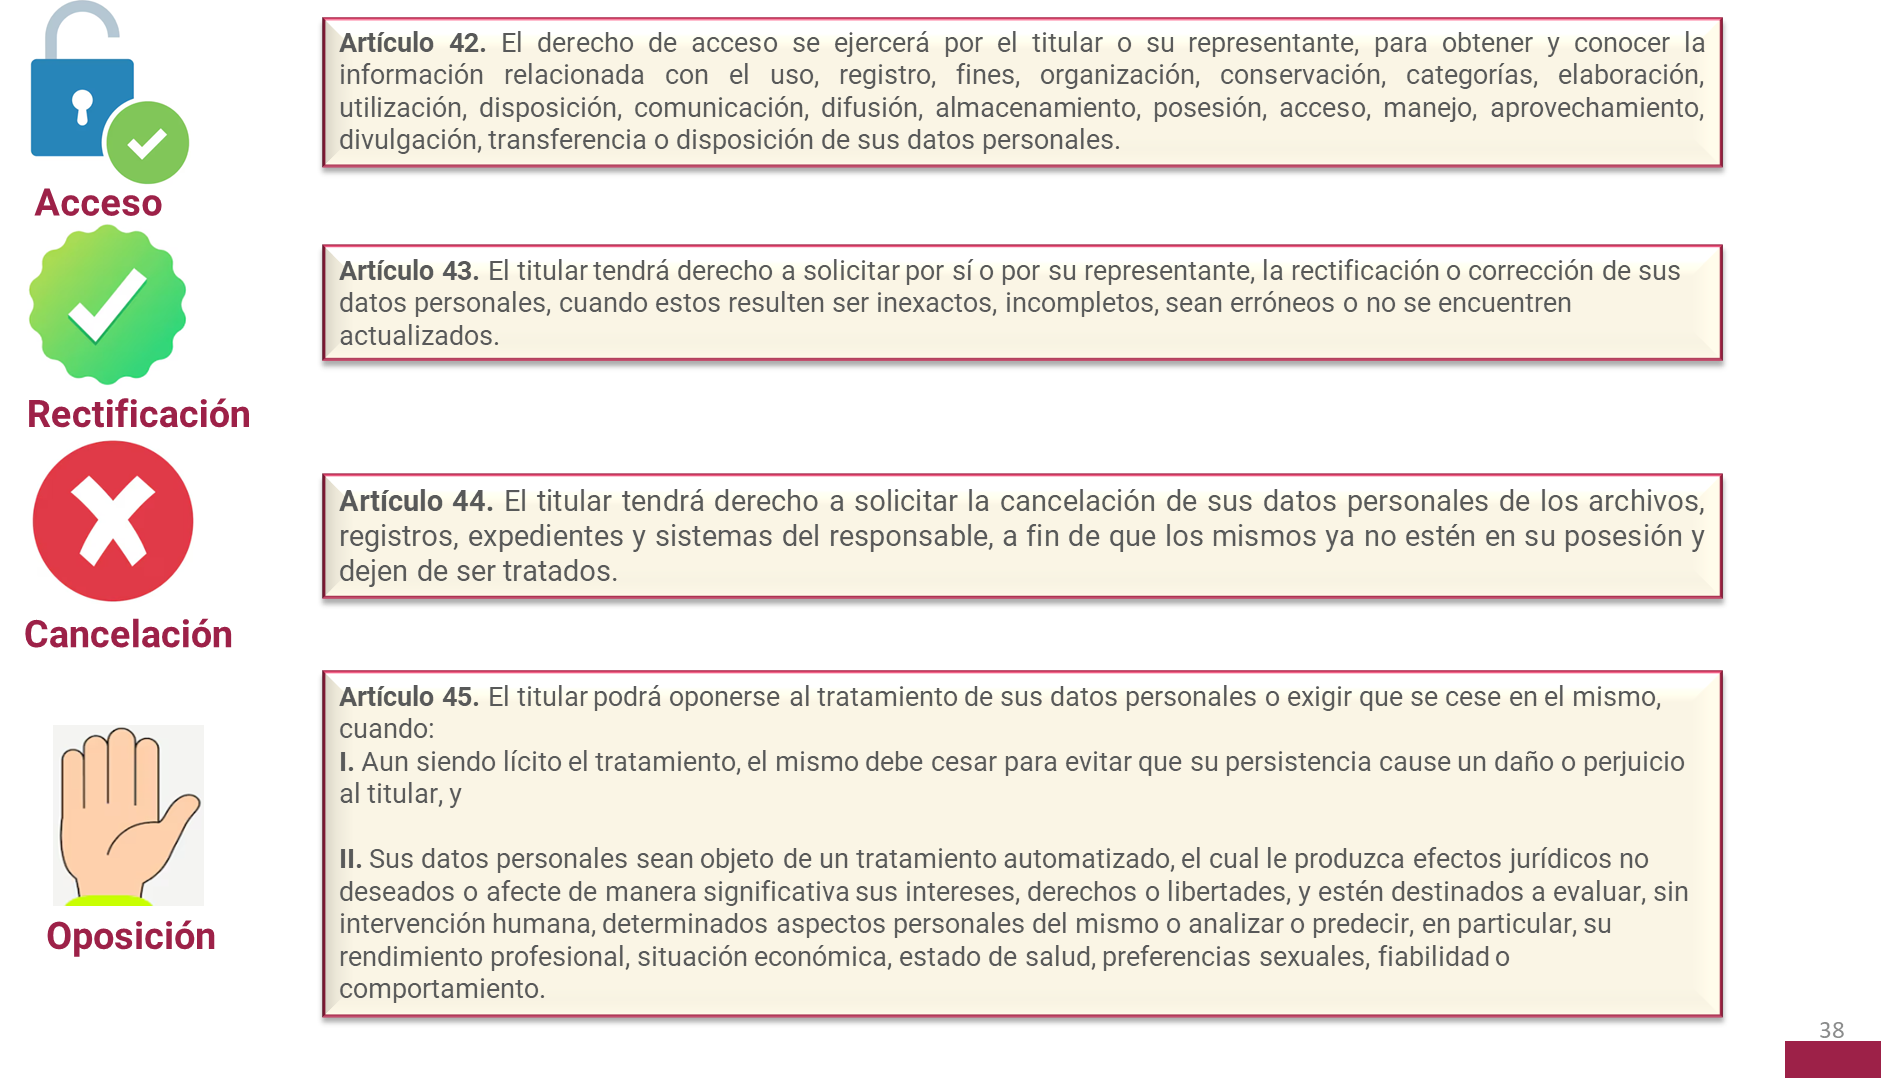 Artículo 42. El derecho de acceso se ejercerá por el titular o su representante, para obtener y conocer la
información relacionada con el uso, registro, fines, organización, conservación, categorías, elaboración,
utilización, disposición, comunicación, difusión, almacenamiento, posesión, acceso, manejo, aprovechamiento,
divulgación, transferencia o disposición de sus datos personales.
Acceso
Artículo 43. El titular tendrá derecho a solicitar por sí o por su representante, la rectificación o corrección de sus
datos personales, cuando estos resulten ser inexactos, incompletos, sean erróneos o no se encuentren
actualizados.
Rectificación
Artículo 44. El titular tendrá derecho a solicitar la cancelación de sus datos personales de los archivos,
registros, expedientes y sistemas del responsable, a fin de que los mismos ya no estén en su posesión y
dejen de ser tratados.
Cancelación
Artículo 45. El titular podrá oponerse al tratamiento de sus datos personales o exigir que se cese en el mismo,
cuando:
I. Aun siendo lícito el tratamiento, el mismo debe cesar para evitar que su persistencia cause un daño o perjuicio
al titular, y
II. Sus datos personales sean objeto de un tratamiento automatizado, el cual le produzca efectos jurídicos no
deseados o afecte de manera significativa sus intereses, derechos o libertades, y estén destinados a evaluar, sin
intervención humana, determinados aspectos personales del mismo o analizar o predecir, en particular, su
rendimiento profesional, situación económica, estado de salud, preferencias sexuales, fiabilidad o
comportamiento.
Oposición
38